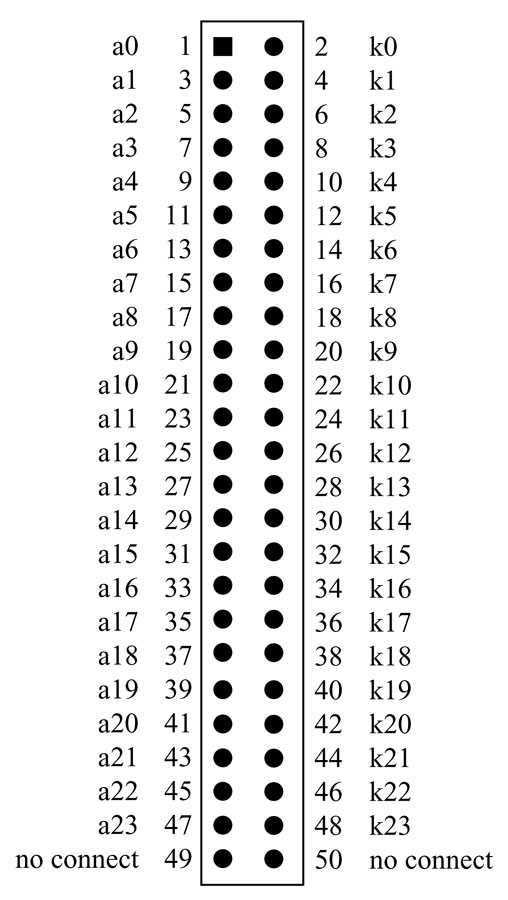 a0 1 2 k0
a1 3 4 k1
a2 5 6 k2
a3 7 8 k3
a4 9 10 k4
a5 11 12 k5
a6 13 14 k6
a7 15 16 k7
a8 17 18 k8
a9 19 20 k9
a10 21 22 k10
a11 23 24 k11
a12 25 26 k12
a13 27 28 k13
a14 29 30 k14
a15 31 32 k15
a16 33 34 k16
a17 35 36 k17
a18 37 38 k18
a19 39 40 k19
a20 41 42 k20
a21 43 44 k21
a22 45 46 k22
a23 47 48 k23
no connect 49 50 no connect